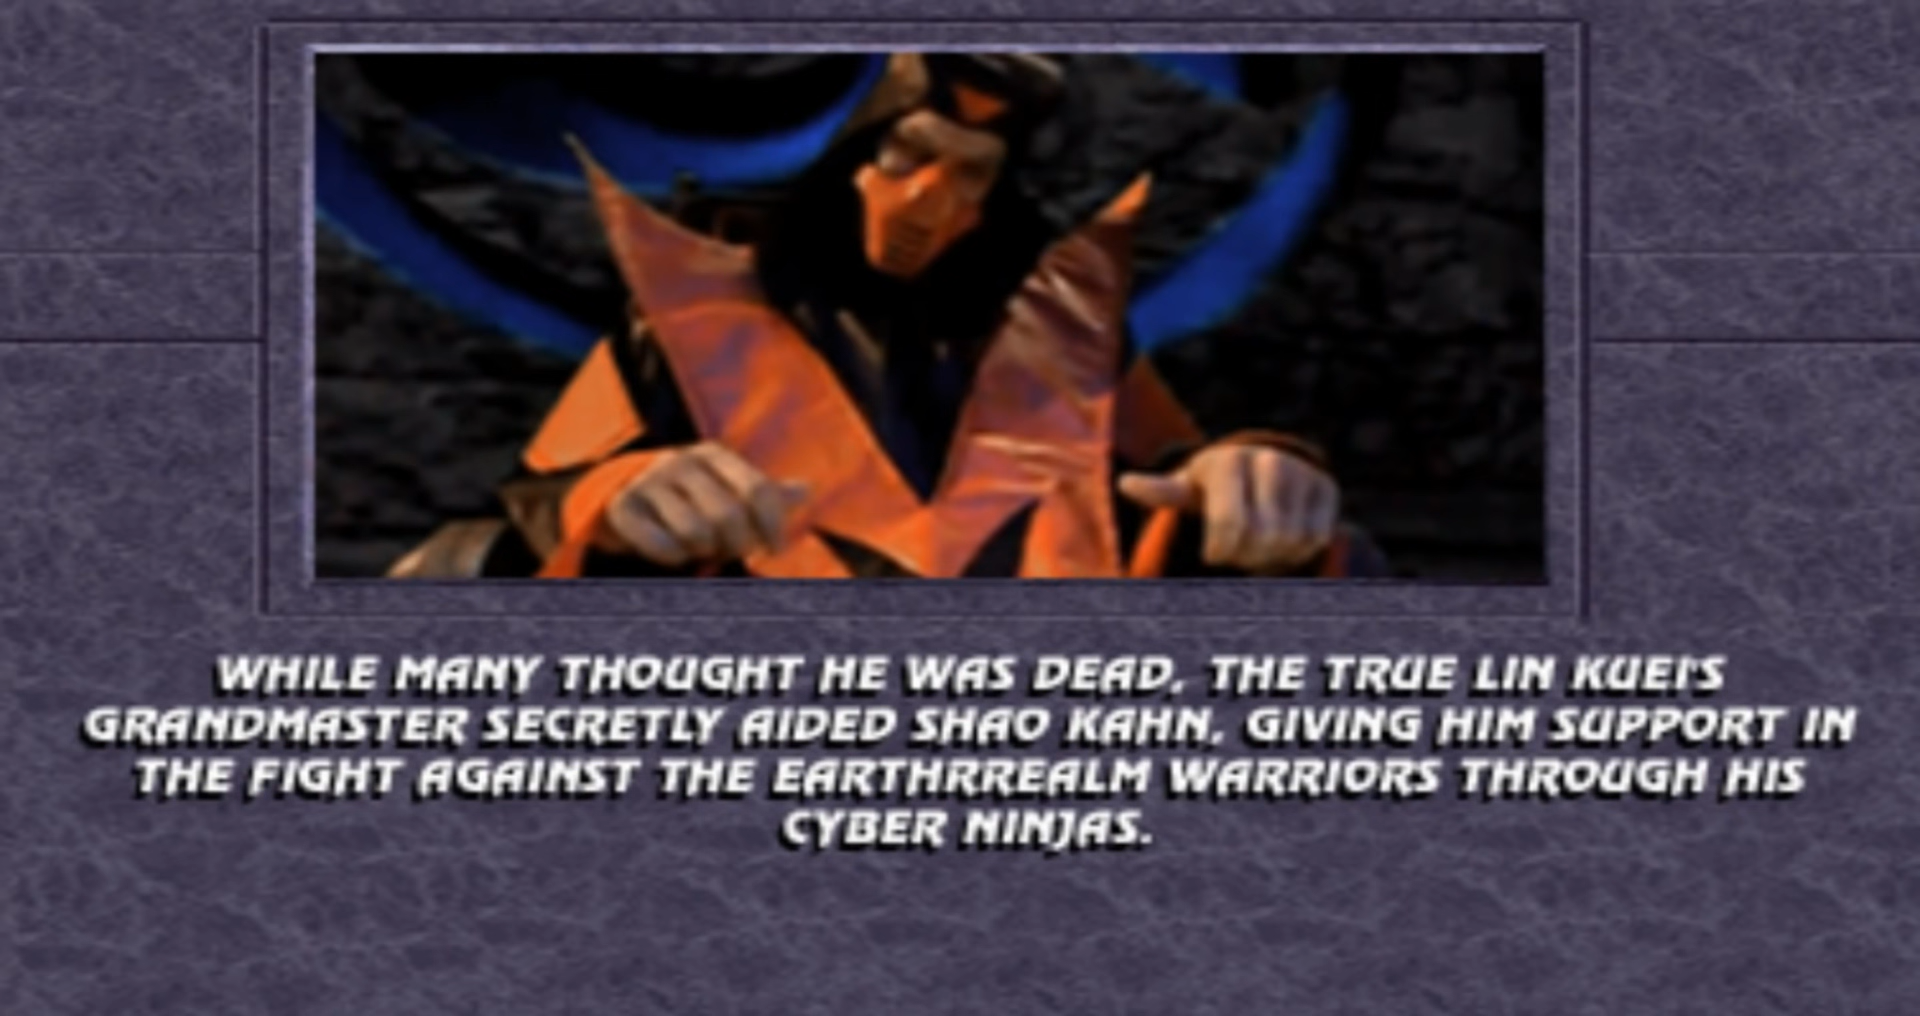 WHILE MANY THOUGHT HE WAS DEAD, THE TRUE LIN KUEI'S
GRANDMASTER SECRETLY AIDED SHAO KAHN, GIVING HIM SUPPORT IN
THE FIGHT AGAINST THE EARTHRREALM WARRIORS THROUGH HIS
CYBER NINJAS.